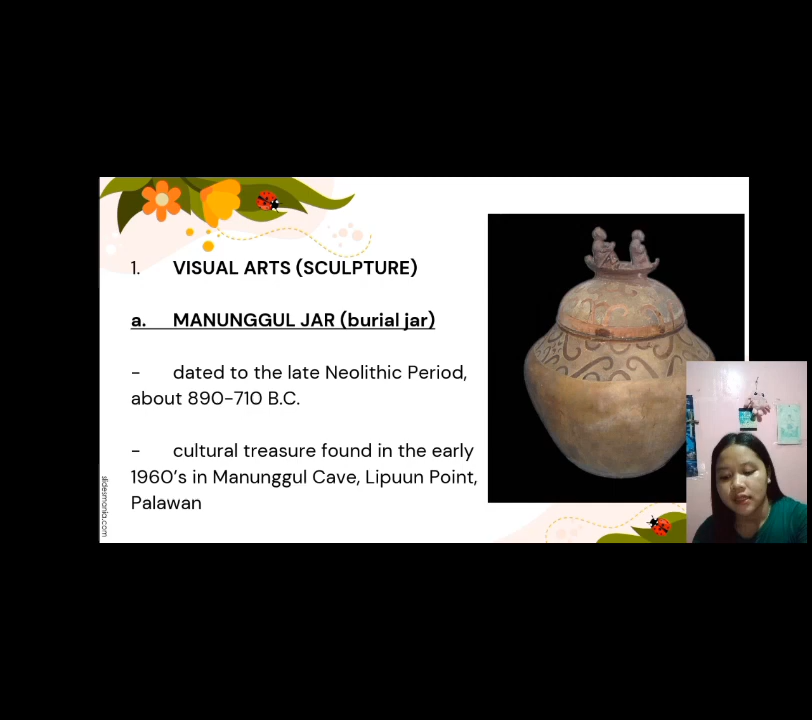 1. VISUAL ARTS (SCULPTURE)
a. MANUNGGUL JAR (burial jar)
- dated to the late Neolithic Period,
about 890-710 B.C.
- cultural treasure found in the early
1960's in Manunggul Cave, Lipuun Point,
Palawan
slidesmania.com